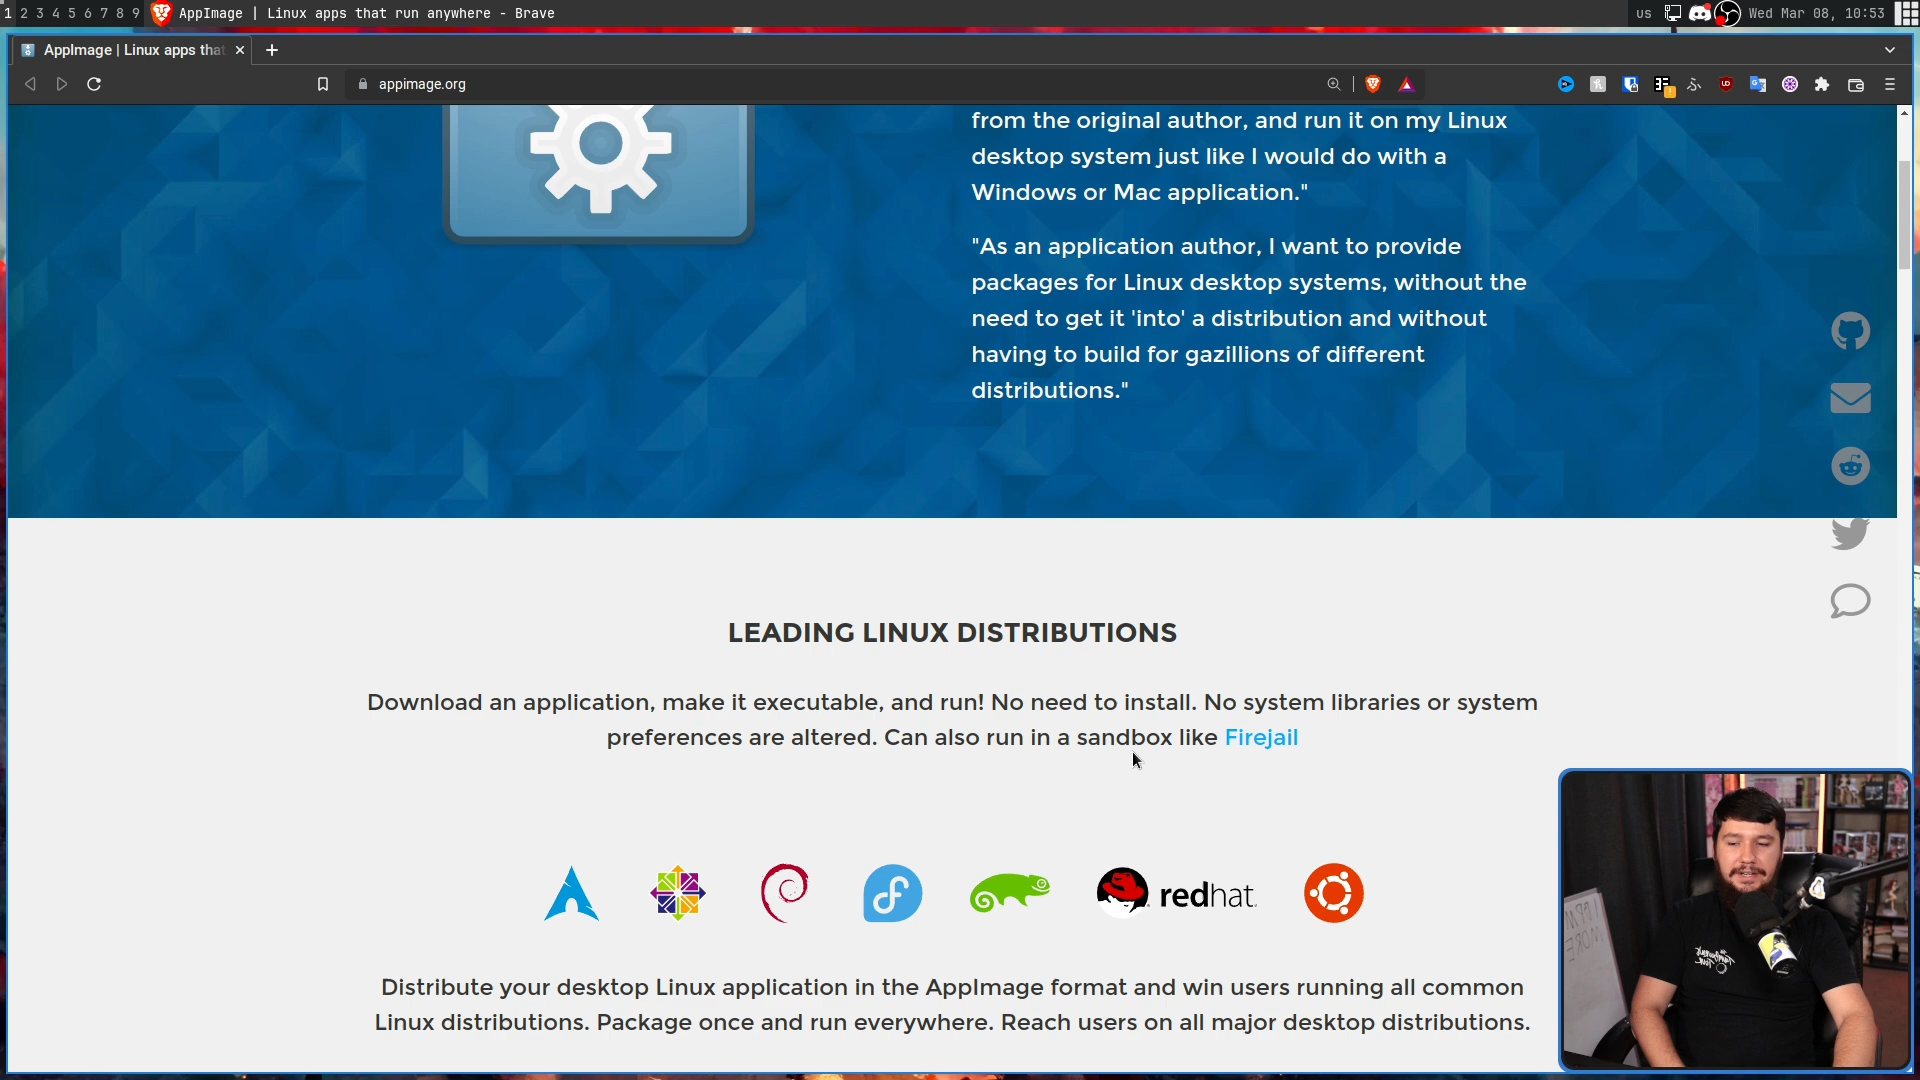 1 2 3 4 5 6 7 8 9 AppImage | Linux apps that run anywhere - Brave us Wed Mar 08, 10:53
AppImage | Linux apps tha
appimage.org
from the original author, and run it on my Linux
desktop system just like I would do with a
Windows or Mac application."
"As an application author, I want to provide
packages for Linux desktop systems, without the
need to get it 'into' a distribution and without
having to build for gazillions of different
distributions."
LEADING LINUX DISTRIBUTIONS
Download an application, make it executable, and run! No need to install. No system libraries or system
preferences are altered. Can also run in a sandbox like Firejail
redhat.
Distribute your desktop Linux application in the AppImage format and win users running all common
Linux distributions. Package once and run everywhere. Reach users on all major desktop distributions.